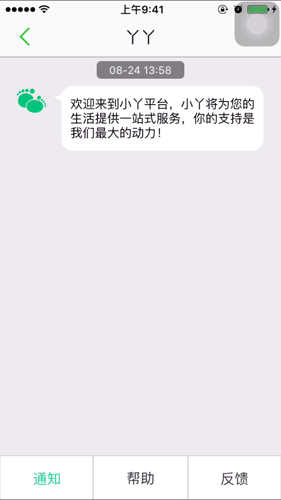 上午9:41
丫丫
08-24 13:58
欢迎来到小丫平台，小丫将为您的
生活提供一站式服务，你的支持是
我们最大的动力！
通知
帮助
反馈